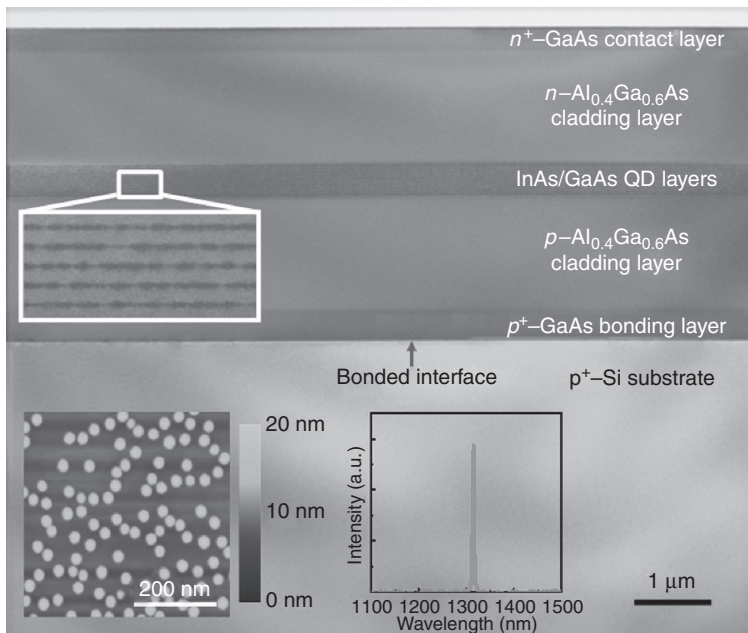 n⁺–GaAs contact layer
n–Al₀.₄Ga₀.₆As
cladding layer
InAs/GaAs QD layers
p–Al₀.₄Ga₀.₆As
cladding layer
p⁺–GaAs bonding layer
Bonded interface
p⁺–Si substrate
20 nm
10 nm
0 nm
200 nm
Intensity (a.u.)
1100 1200 1300 1400 1500
Wavelength (nm)
1 μm